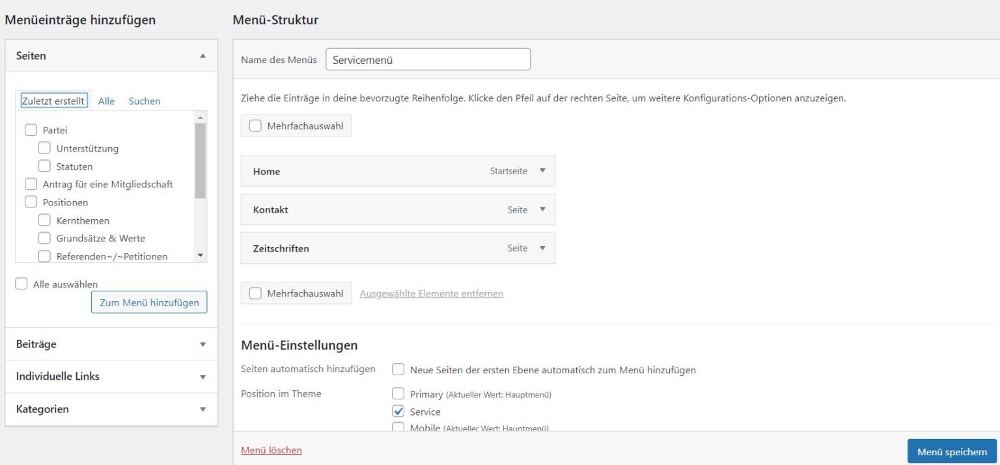 Menüeinträge hinzufügen
Seiten
Zuletzt erstellt Alle Suchen
Partei
Unterstützung
Statuten
Antrag für eine Mitgliedschaft
Positionen
Kernthemen
Grundsätze & Werte
Referenden~/~Petitionen
Alle auswählen
Zum Menü hinzufügen
Beiträge
Individuelle Links
Kategorien
Menü-Struktur
Name des Menüs Servicemenü
Ziehe die Einträge in deine bevorzugte Reihenfolge. Klicke den Pfeil auf der rechten Seite, um weitere Konfigurations-Optionen anzuzeigen.
Mehrfachauswahl
Home Startseite
Kontakt Seite
Zeitschriften Seite
Mehrfachauswahl Ausgewählte Elemente entfernen
Menü-Einstellungen
Seiten automatisch hinzufügen Neue Seiten der ersten Ebene automatisch zum Menü hinzufügen
Position im Theme Primary (Aktueller Wert: Hauptmenü)
Service
Mobile (Aktueller Wert: Hauptmenü)
Menü löschen Menü speichern